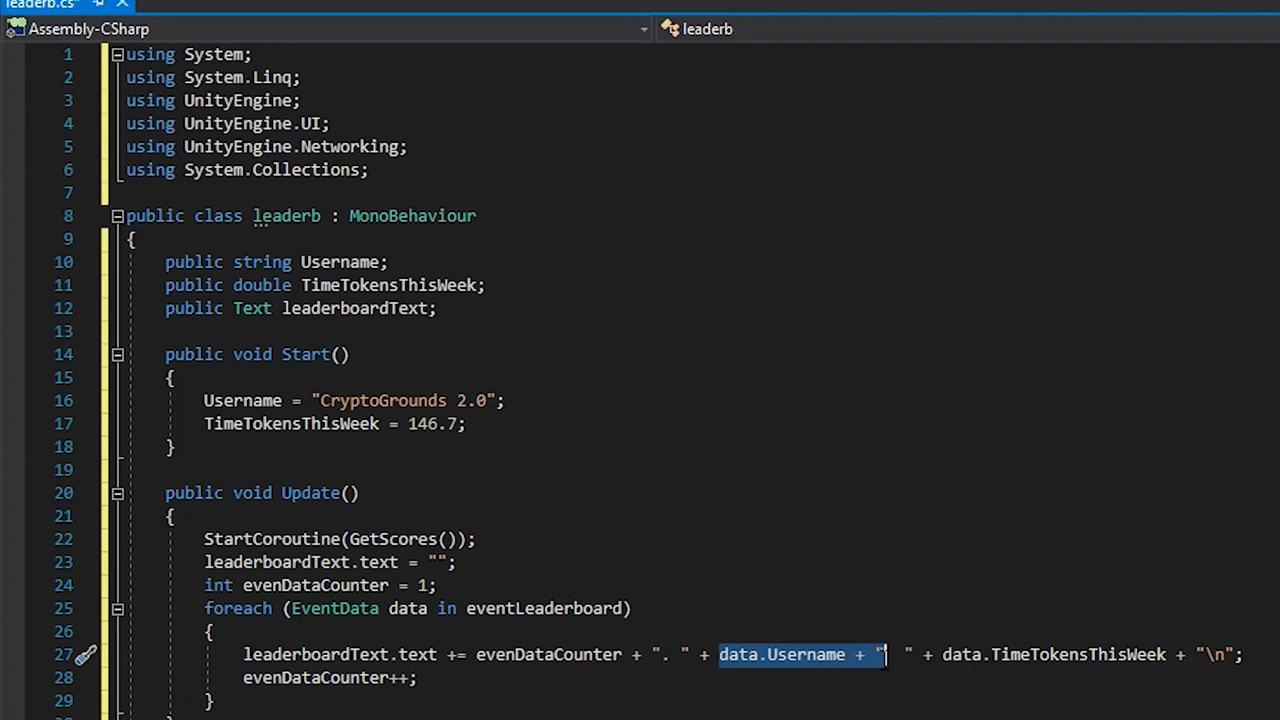 leaderb.cs*
Assembly-CSharp
leaderb
1 using System;
2 using System.Linq;
3 using UnityEngine;
4 using UnityEngine.UI;
5 using UnityEngine.Networking;
6 using System.Collections;
7
8 public class leaderb : MonoBehaviour
9 {
10 public string Username;
11 public double TimeTokensThisWeek;
12 public Text leaderboardText;
13
14 public void Start()
15 {
16 Username = "CryptoGrounds 2.0";
17 TimeTokensThisWeek = 146.7;
18 }
19
20 public void Update()
21 {
22 StartCoroutine(GetScores());
23 leaderboardText.text = "";
24 int evenDataCounter = 1;
25 foreach (EventData data in eventLeaderboard)
26 {
27 leaderboardText.text += evenDataCounter + ". " + data.Username + "  " + data.TimeTokensThisWeek + "\n";
28 evenDataCounter++;
29 }